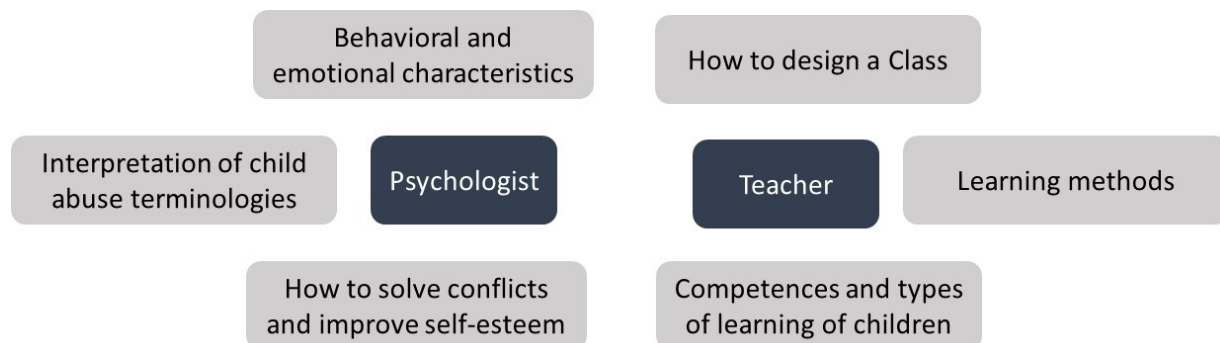 Behavioral and
emotional characteristics
How to design a Class
Interpretation of child
abuse terminologies
Psychologist
Teacher
Learning methods
How to solve conflicts
and improve self-esteem
Competences and types
of learning of children